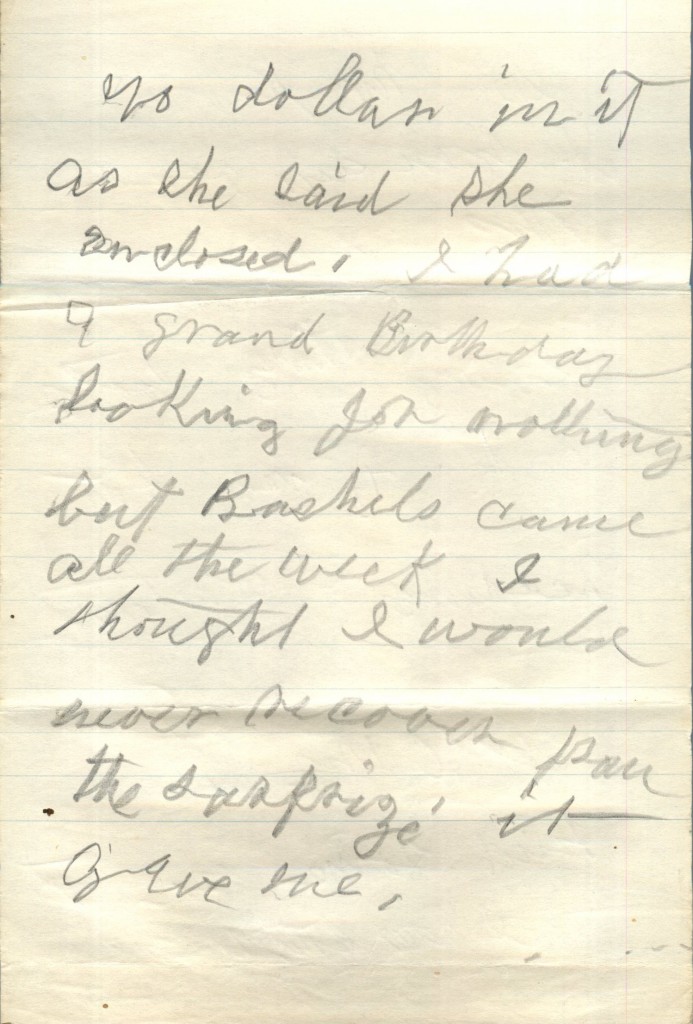 no dollar in it
as she said she
enclosed. I had
a grand Birthday
looking for nothing
but Baskels came
all the week I
thought I would
never recover
the surprize it
gave me,